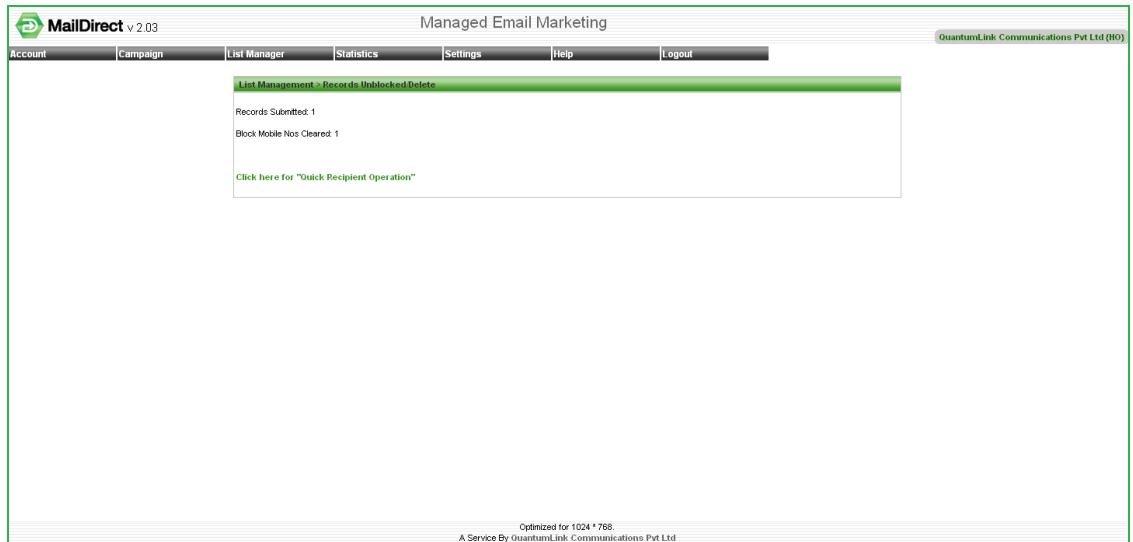 MailDirect v 2.03
Managed Email Marketing
QuantumLink Communications Pvt Ltd (HO)
Account Campaign List Manager Statistics Settings Help Logout
List Management > Records Unblocked/Delete
Records Submitted: 1
Block Mobile Nos Cleared: 1
Click here for "Quick Recipient Operation"
Optimized for 1024 * 768.
A Service By QuantumLink Communications Pvt Ltd